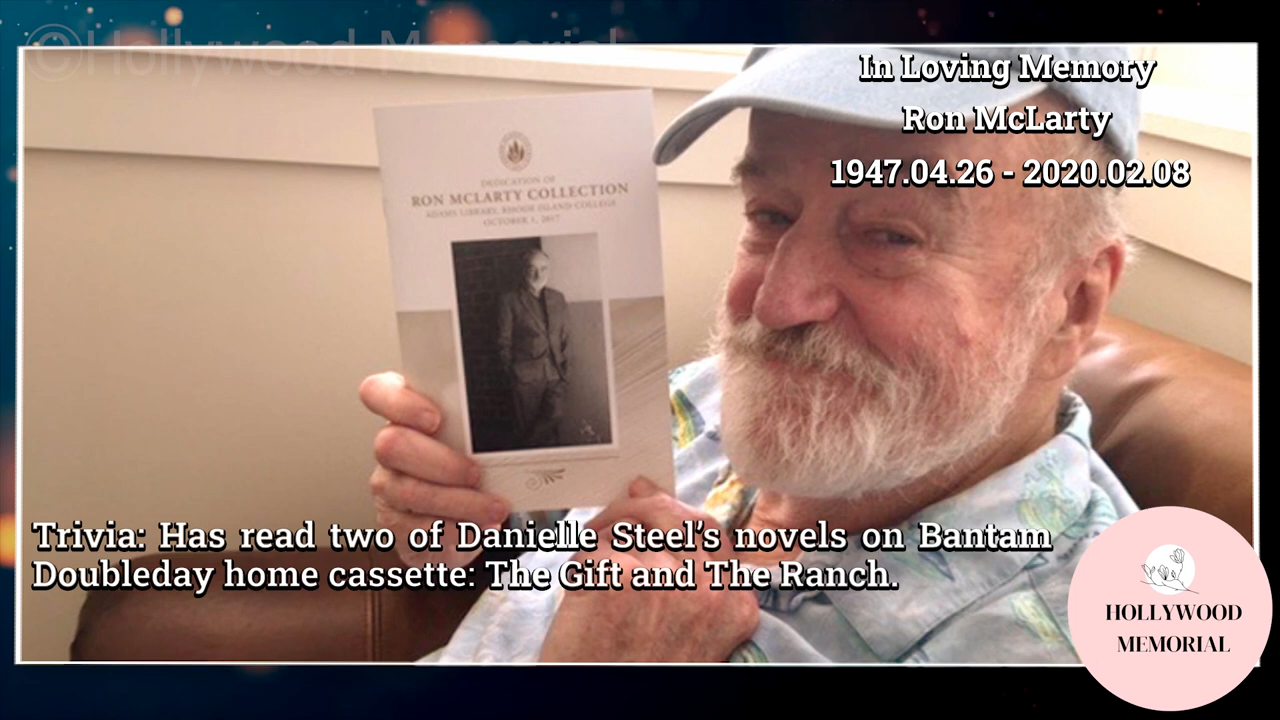 ©Hollywood Memorial
In Loving Memory
Ron McLarty
1947.04.26 - 2020.02.08
DEDICATION OF
RON MCLARTY COLLECTION
ADAMS LIBRARY, RHODE ISLAND COLLEGE
OCTOBER 1, 2017
Trivia: Has read two of Danielle Steel's novels on Bantam
Doubleday home cassette: The Gift and The Ranch.
HOLLYWOOD
MEMORIAL